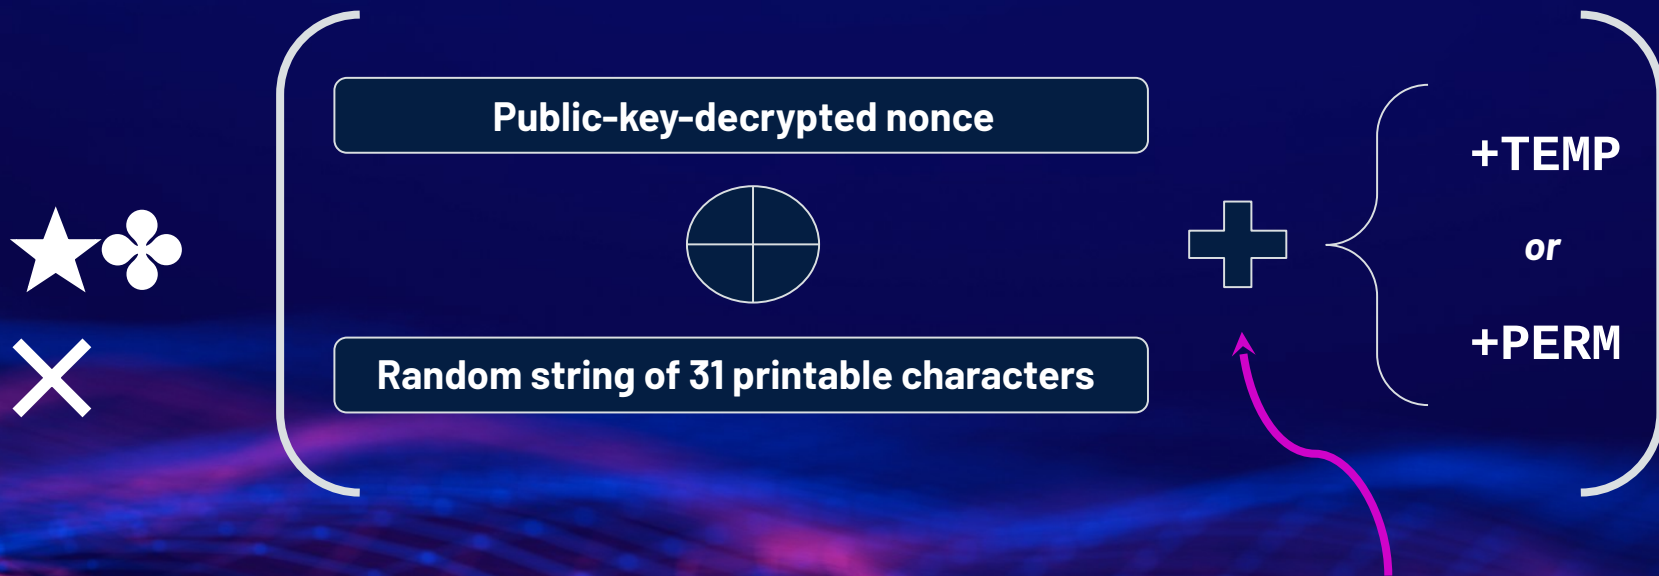 Public-key-decrypted nonce
+TEMP
or
Random string of 31 printable characters
+PERM